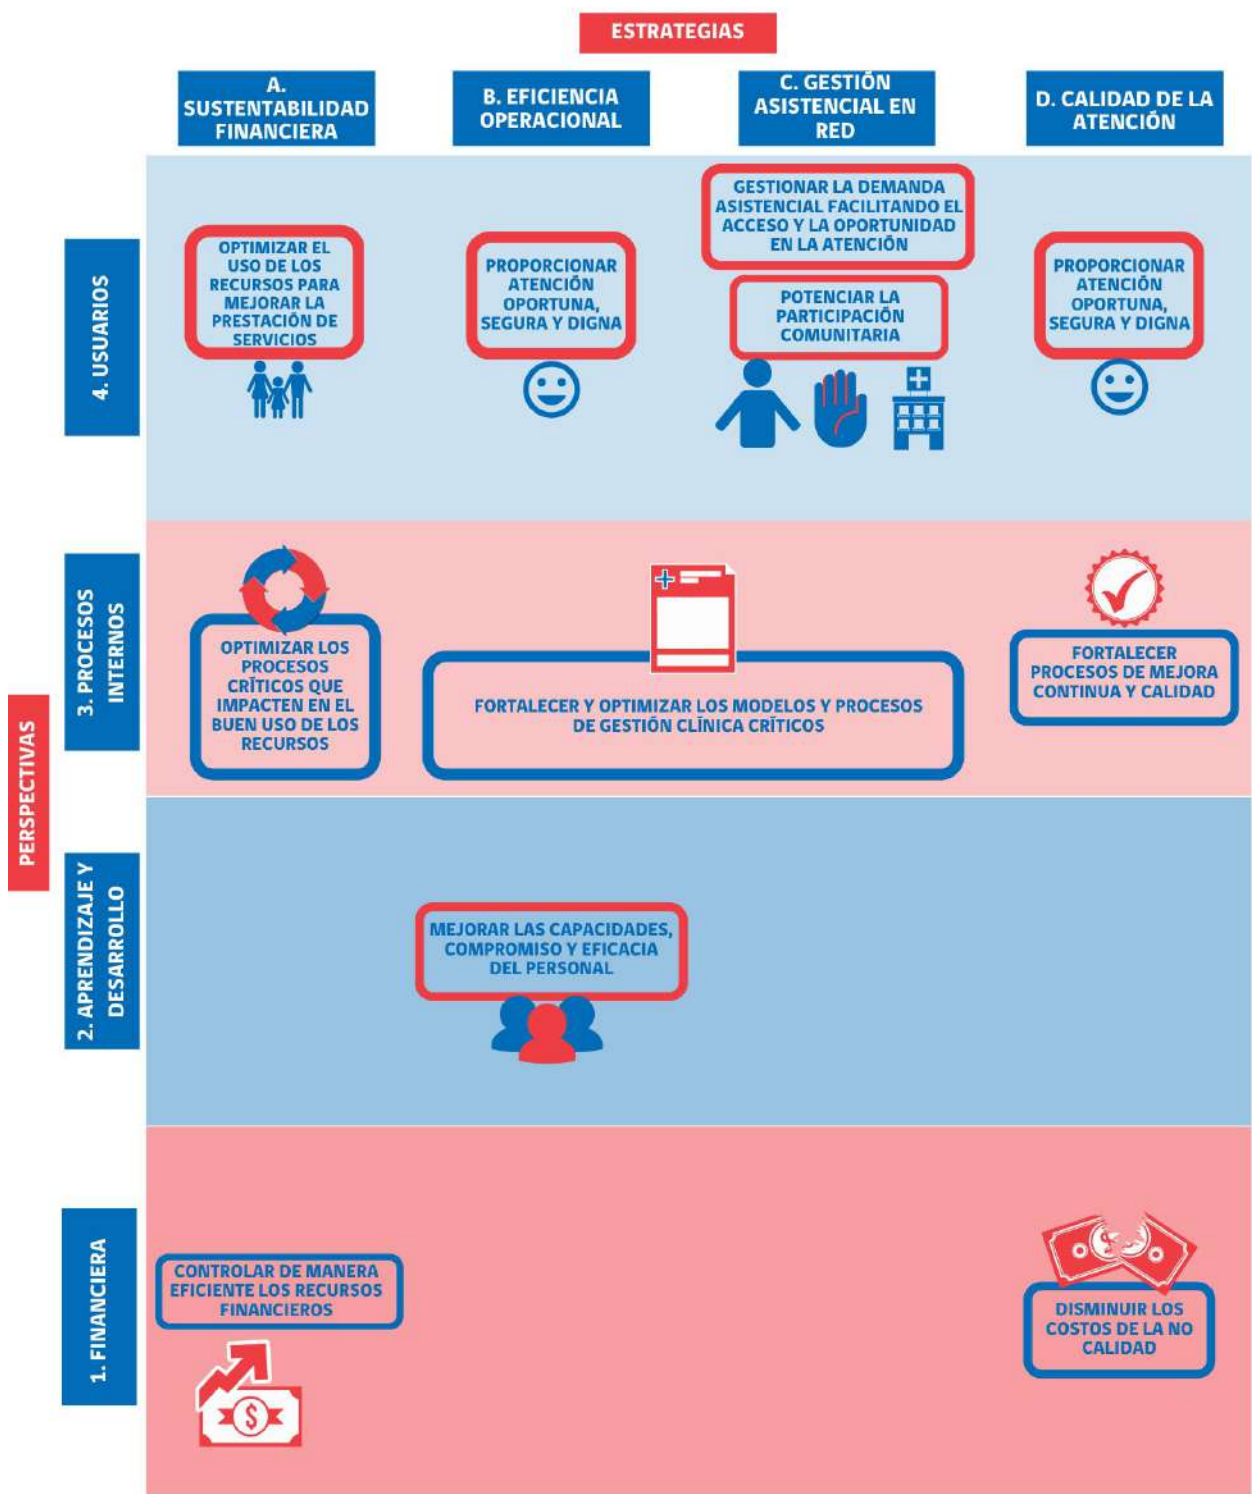 ESTRATEGIAS
A.
SUSTENTABILIDAD
FINANCIERA
B. EFICIENCIA
OPERACIONAL
C. GESTIÓN
ASISTENCIAL EN
RED
D. CALIDAD DE LA
ATENCIÓN
PERSPECTIVAS
4. USUARIOS
OPTIMIZAR EL
USO DE LOS
RECURSOS PARA
MEJORAR LA
PRESTACIÓN DE
SERVICIOS
PROPORCIONAR
ATENCIÓN
OPORTUNA,
SEGURA Y DIGNA
GESTIONAR LA DEMANDA
ASISTENCIAL FACILITANDO EL
ACCESO Y LA OPORTUNIDAD
EN LA ATENCIÓN
POTENCIAR LA
PARTICIPACIÓN
COMUNITARIA
PROPORCIONAR
ATENCIÓN
OPORTUNA,
SEGURA Y DIGNA
3. PROCESOS
INTERNOS
OPTIMIZAR LOS
PROCESOS
CRÍTICOS QUE
IMPACTEN EN EL
BUEN USO DE LOS
RECURSOS
FORTALECER Y OPTIMIZAR LOS MODELOS Y PROCESOS
DE GESTIÓN CLÍNICA CRÍTICOS
FORTALECER
PROCESOS DE MEJORA
CONTINUA Y CALIDAD
2. APRENDIZAJE Y
DESARROLLO
MEJORAR LAS CAPACIDADES,
COMPROMISO Y EFICACIA
DEL PERSONAL
1. FINANCIERA
CONTROLAR DE MANERA
EFICIENTE LOS RECURSOS
FINANCIEROS
$
$
DISMINUIR LOS
COSTOS DE LA NO
CALIDAD